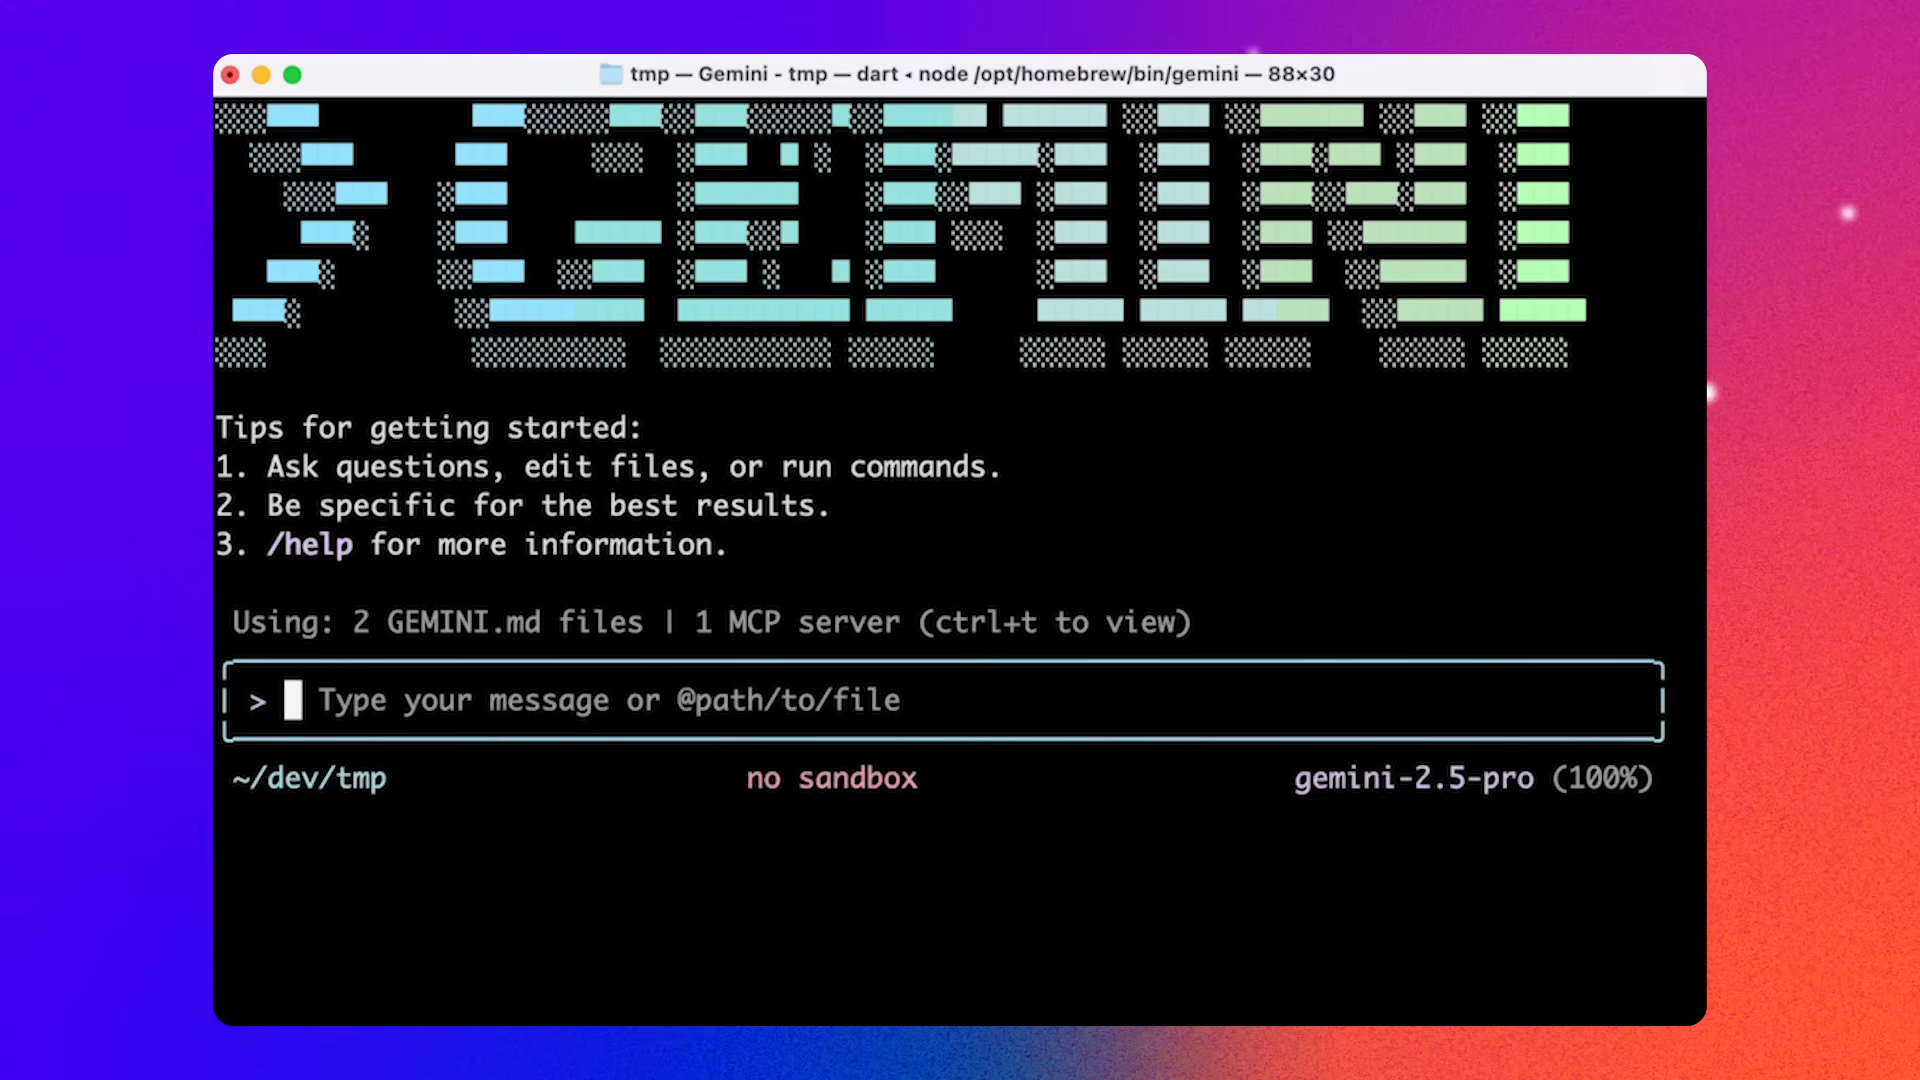 tmp — Gemini - tmp — dart ◂ node /opt/homebrew/bin/gemini — 88×30
> GEMINI
Tips for getting started:
1. Ask questions, edit files, or run commands.
2. Be specific for the best results.
3. /help for more information.
Using: 2 GEMINI.md files | 1 MCP server (ctrl+t to view)
> Type your message or @path/to/file
~/dev/tmp no sandbox gemini-2.5-pro (100%)